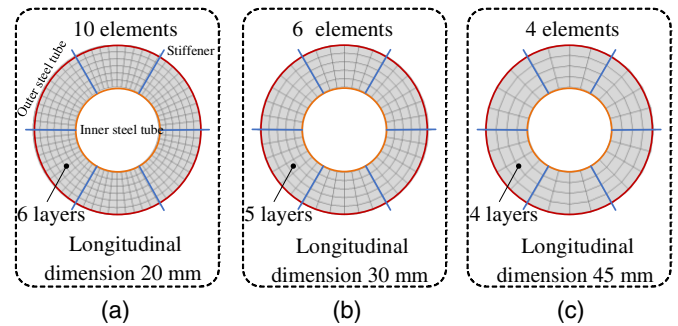 10 elements
Stiffener
Outer steel tube
Inner steel tube
6 layers
Longitudinal
dimension 20 mm
(a)
6 elements
5 layers
Longitudinal
dimension 30 mm
(b)
4 elements
4 layers
Longitudinal
dimension 45 mm
(c)